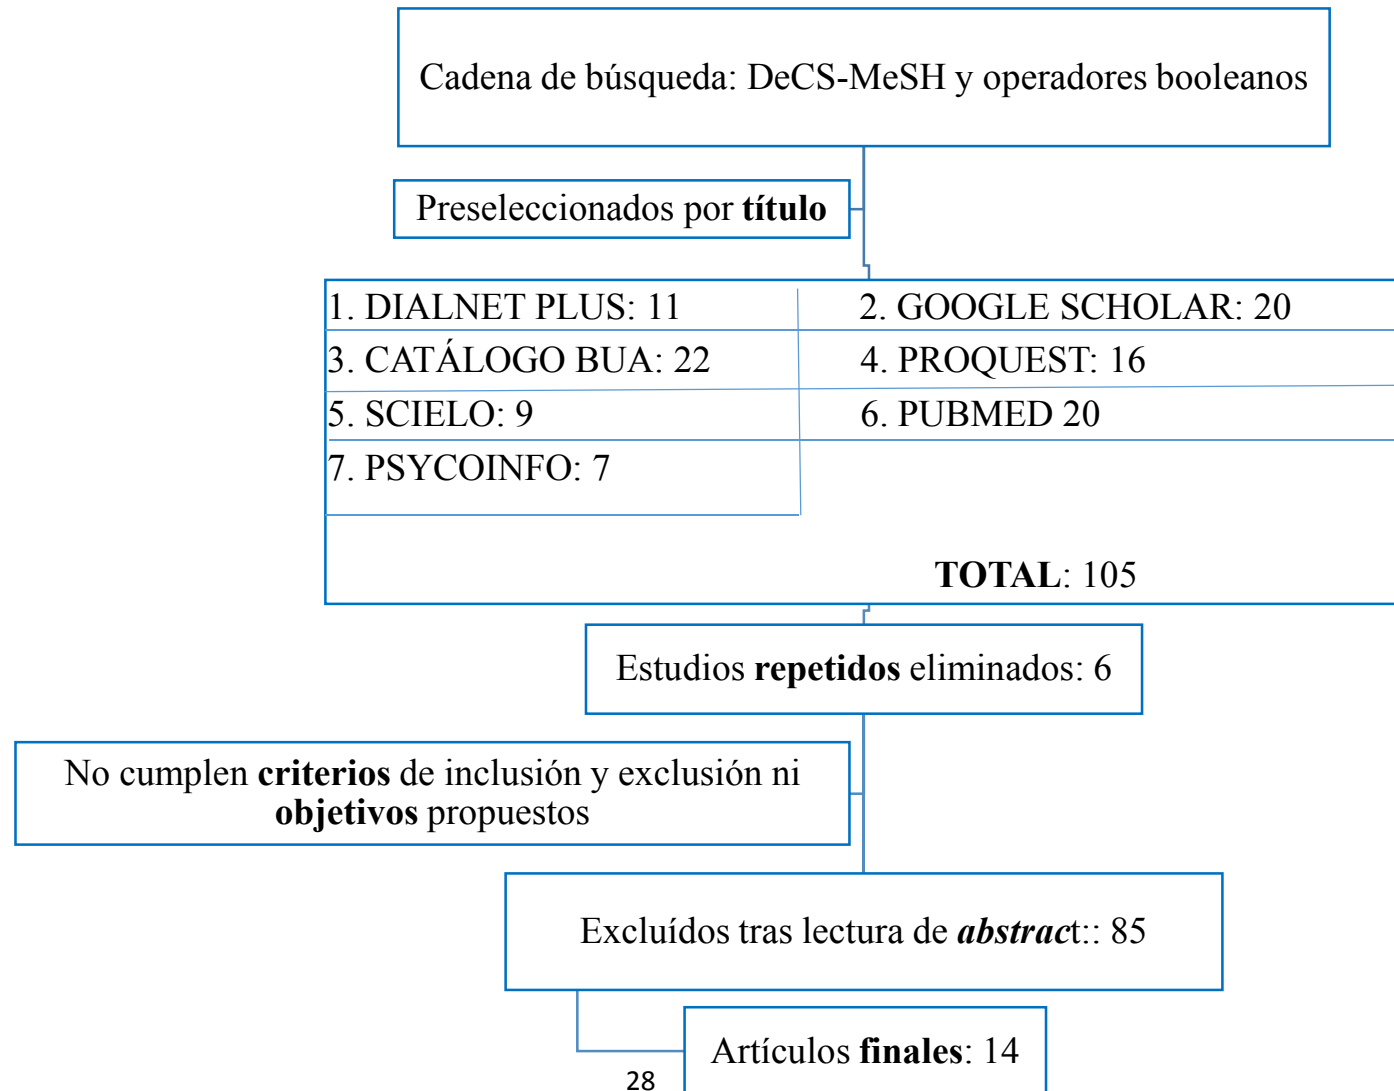 Cadena de búsqueda: DeCS-MeSH y operadores booleanos
Preseleccionados por título
1. DIALNET PLUS: 11 2. GOOGLE SCHOLAR: 20
3. CATÁLOGO BUA: 22 4. PROQUEST: 16
5. SCIELO: 9 6. PUBMED 20
7. PSYCOINFO: 7
TOTAL: 105
Estudios repetidos eliminados: 6
No cumplen criterios de inclusión y exclusión ni
objetivos propuestos
Excluídos tras lectura de abstract:: 85
Artículos finales: 14
28